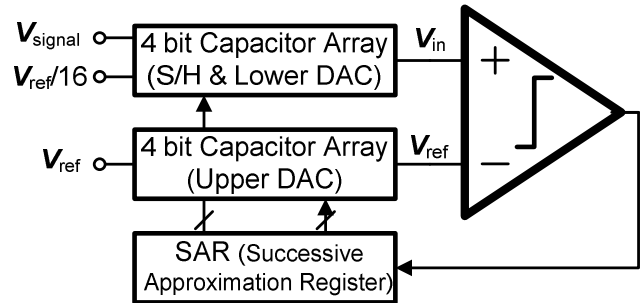 Vsignal
Vref/16
4 bit Capacitor Array
(S/H & Lower DAC)
Vin
+
Vref
4 bit Capacitor Array
(Upper DAC)
Vref
−
SAR (Successive
Approximation Register)